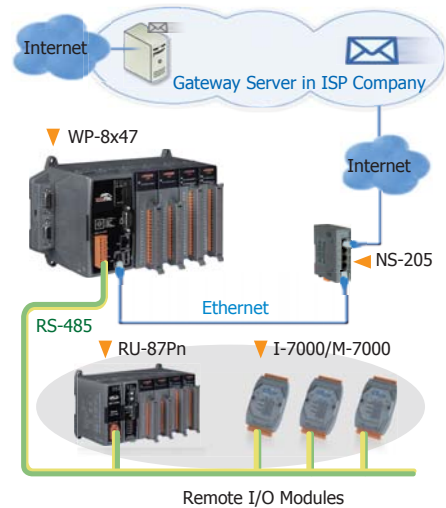 Internet
Gateway Server in ISP Company
WP-8x47
Internet
NS-205
Ethernet
RS-485
RU-87Pn
I-7000/M-7000
Remote I/O Modules